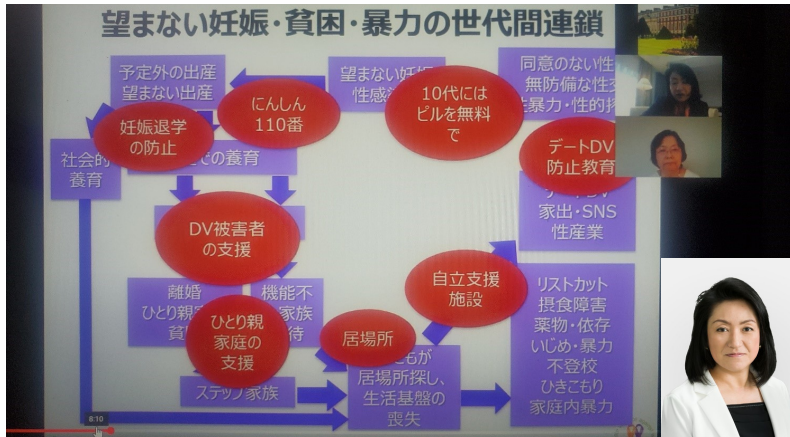 望まない妊娠・貧困・暴力の世代間連鎖
予定外の出産
望まない出産
望まない妊娠
性感
同意のない性
無防備な性
性暴力・性的
にんしん
110番
10代には
ピルを無料
で
妊娠退学
の防止
社会的
養育
での養育
デートDV
防止教育
デートDV
家出・SNS
性産業
DV被害者
の支援
自立支援
施設
離婚
ひとり親
貧
機能不
家族
待
ひとり親
家庭の
支援
居場所
リストカット
摂食障害
薬物・依存
いじめ・暴力
不登校
ひきこもり
家庭内暴力
ステップ家族
もが
居場所探し、
生活基盤の
喪失
8:10